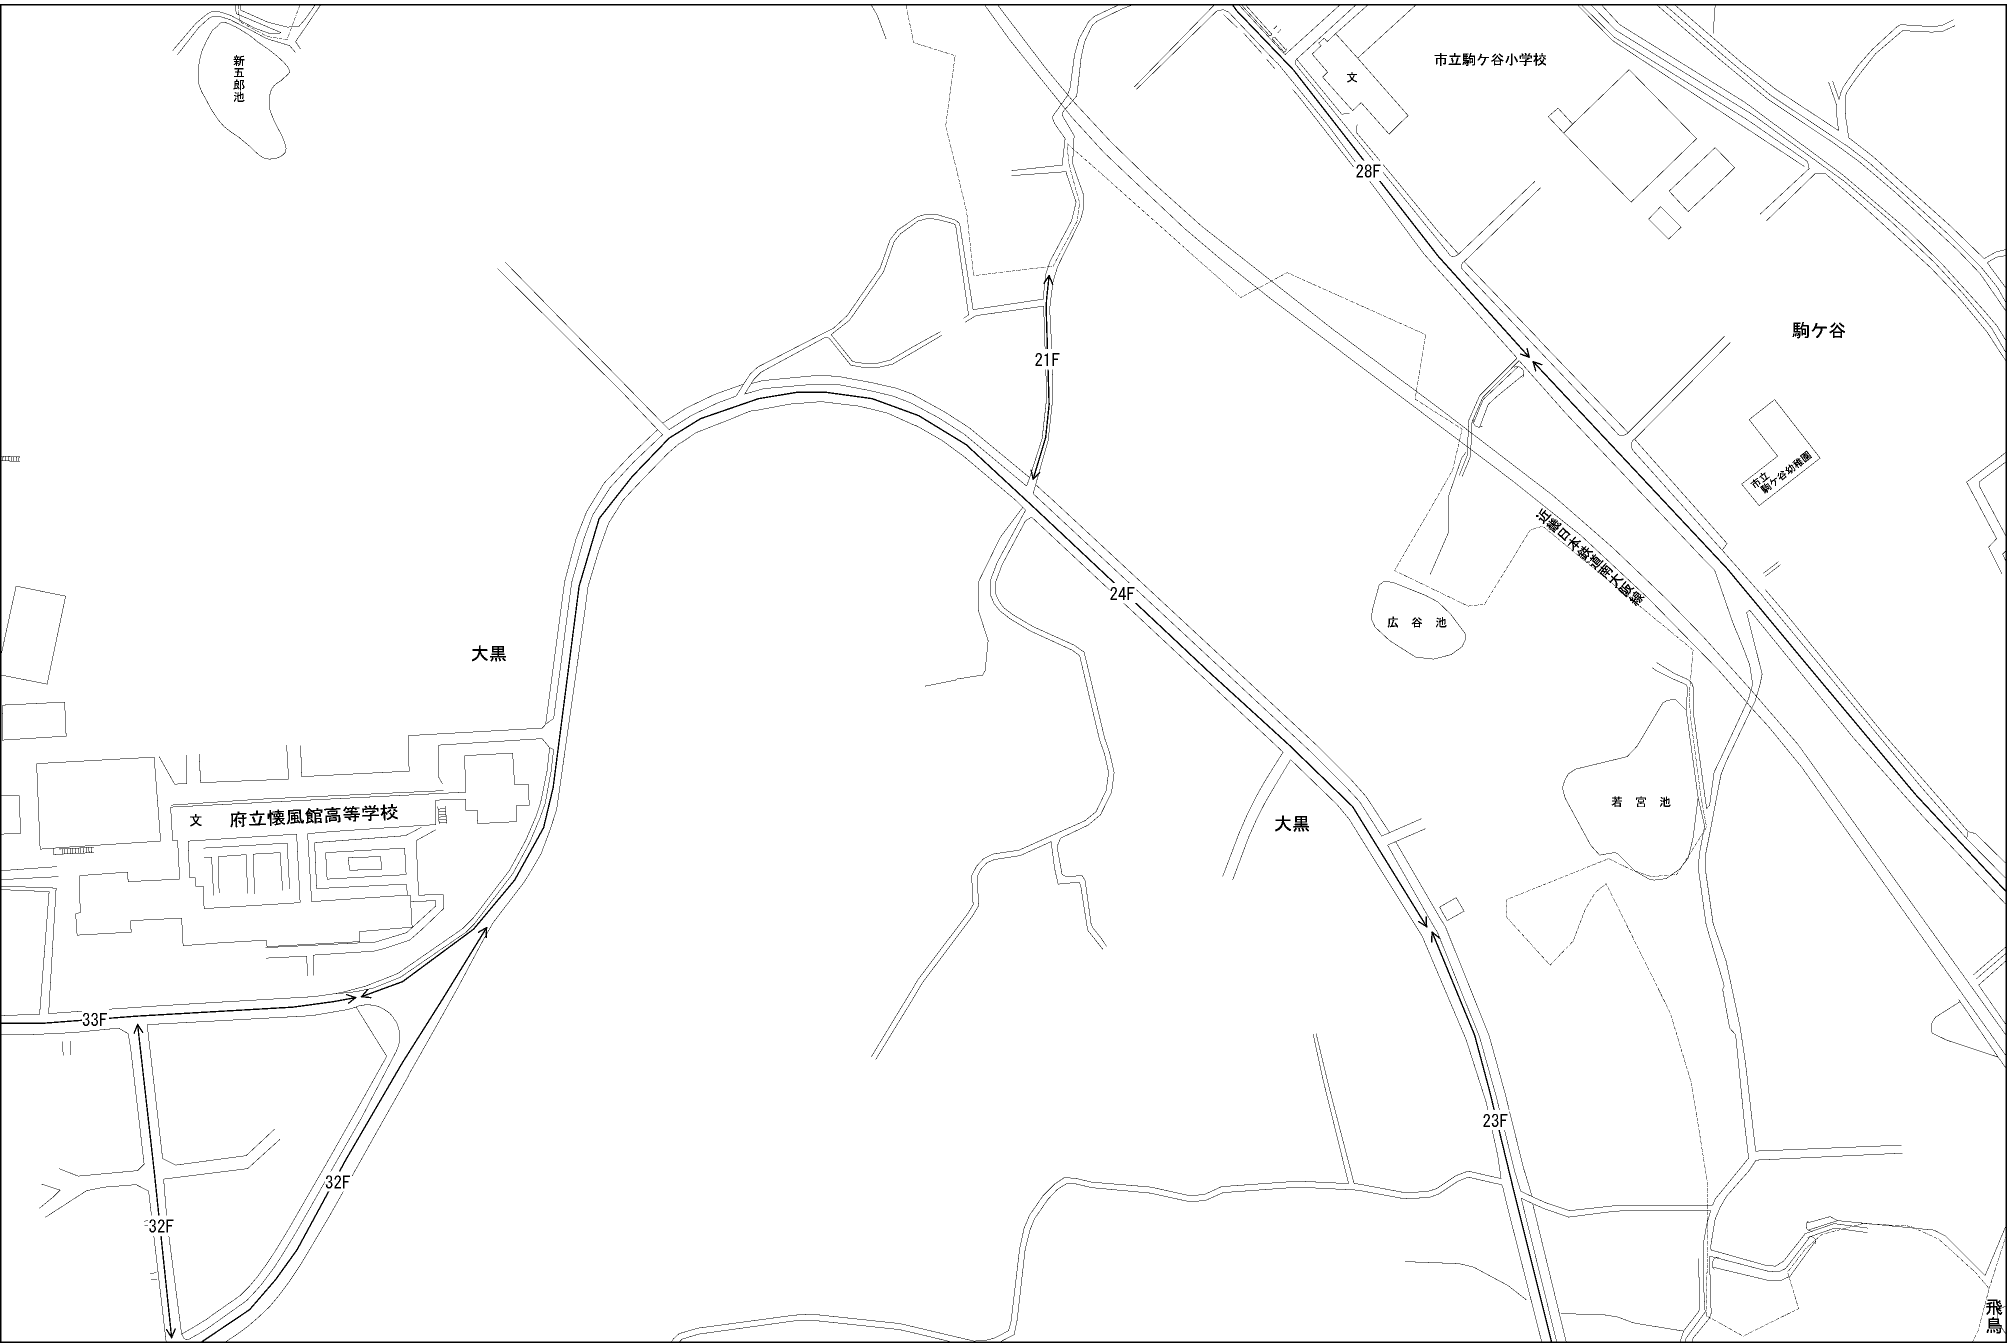 新五郎池
市立駒ケ谷小学校
文
28F
駒ケ谷
21F
市立
駒ケ谷幼稚園
近畿日本鉄道南大阪線
24F
広谷池
大黒
若宮池
文 府立懐風館高等学校
大黒
33F
23F
32F
32F
飛鳥